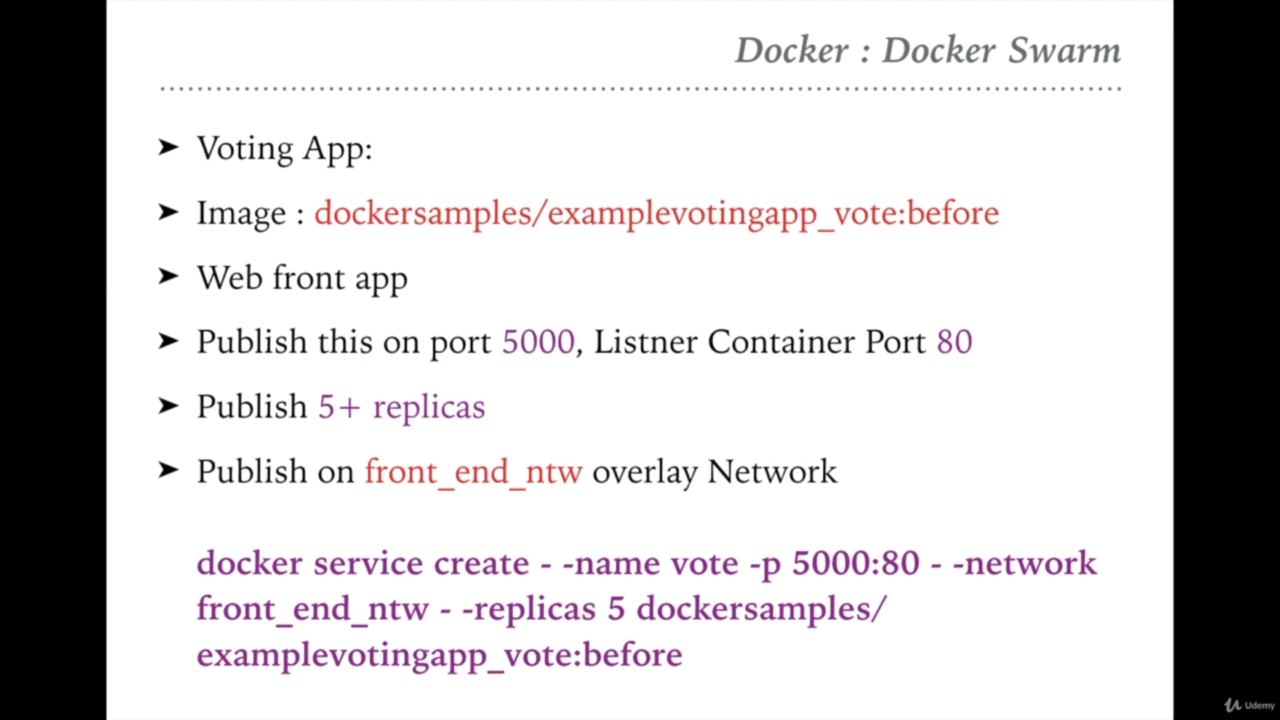 Docker : Docker Swarm
➤ Voting App:
➤ Image : dockersamples/examplevotingapp_vote:before
➤ Web front app
➤ Publish this on port 5000, Listner Container Port 80
➤ Publish 5+ replicas
➤ Publish on front_end_ntw overlay Network
docker service create - -name vote -p 5000:80 - -network
front_end_ntw - -replicas 5 dockersamples/
examplevotingapp_vote:before
Udemy